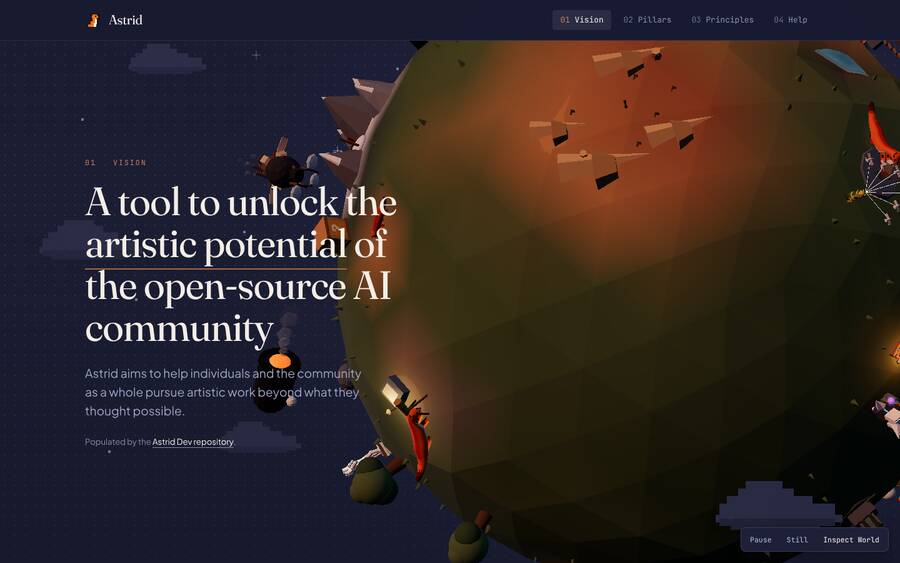 Astrid
01 Vision
02 Pillars
03 Principles
04 Help
01 VISION
A tool to unlock the
artistic potential of
the open-source AI
community
Astrid aims to help individuals and the community
as a whole pursue artistic work beyond what they
thought possible.
Populated by the Astrid Dev repository.
Pause
Still
Inspect World